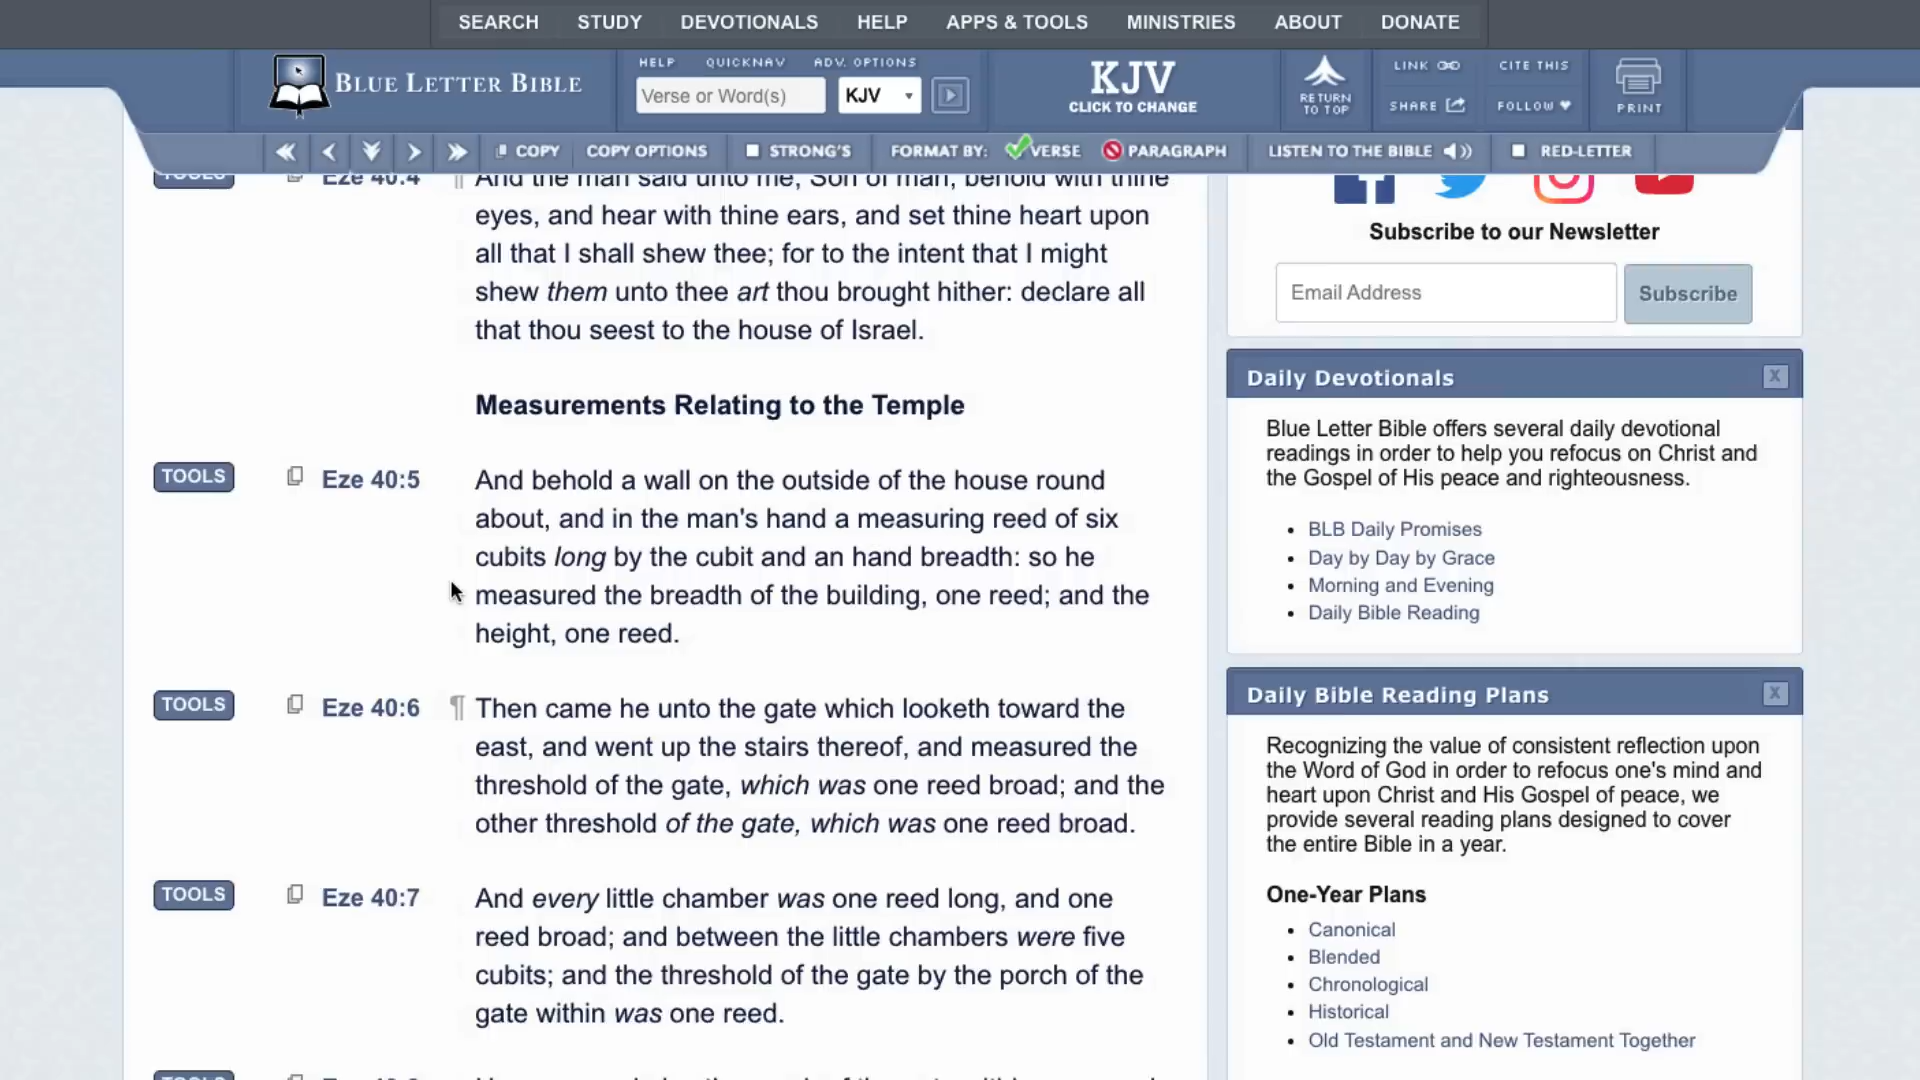 SEARCH STUDY DEVOTIONALS HELP APPS & TOOLS MINISTRIES ABOUT DONATE
BLUE LETTER BIBLE
HELP QUICKNAV ADV. OPTIONS
Verse or Word(s) KJV
KJV
CLICK TO CHANGE
RETURN
TO TOP
LINK
SHARE
CITE THIS
FOLLOW
PRINT
COPY COPY OPTIONS STRONG'S FORMAT BY: VERSE PARAGRAPH LISTEN TO THE BIBLE RED-LETTER
TOOLS Eze 40:4 ¶ And the man said unto me, Son of man, behold with thine
eyes, and hear with thine ears, and set thine heart upon
all that I shall shew thee; for to the intent that I might
shew them unto thee art thou brought hither: declare all
that thou seest to the house of Israel.
Measurements Relating to the Temple
TOOLS Eze 40:5 And behold a wall on the outside of the house round
about, and in the man's hand a measuring reed of six
cubits long by the cubit and an hand breadth: so he
measured the breadth of the building, one reed; and the
height, one reed.
TOOLS Eze 40:6 ¶ Then came he unto the gate which looketh toward the
east, and went up the stairs thereof, and measured the
threshold of the gate, which was one reed broad; and the
other threshold of the gate, which was one reed broad.
TOOLS Eze 40:7 And every little chamber was one reed long, and one
reed broad; and between the little chambers were five
cubits; and the threshold of the gate by the porch of the
gate within was one reed.
Subscribe to our Newsletter
Email Address Subscribe
Daily Devotionals X
Blue Letter Bible offers several daily devotional
readings in order to help you refocus on Christ and
the Gospel of His peace and righteousness.
• BLB Daily Promises
• Day by Day by Grace
• Morning and Evening
• Daily Bible Reading
Daily Bible Reading Plans X
Recognizing the value of consistent reflection upon
the Word of God in order to refocus one's mind and
heart upon Christ and His Gospel of peace, we
provide several reading plans designed to cover
the entire Bible in a year.
One-Year Plans
• Canonical
• Blended
• Chronological
• Historical
• Old Testament and New Testament Together